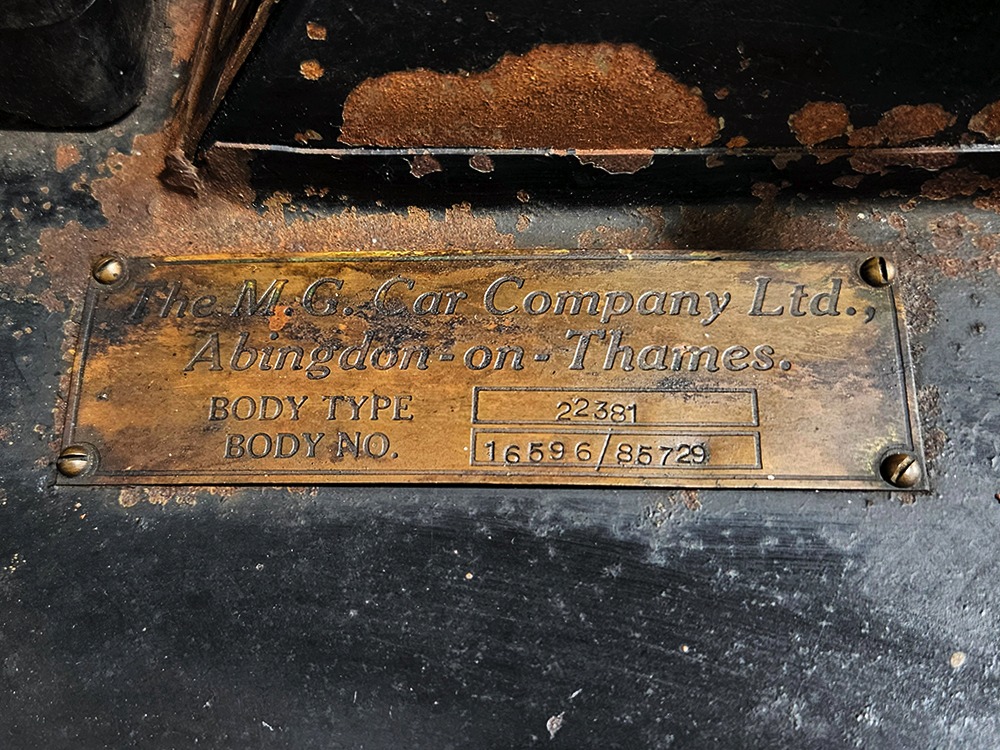 The M.G. Car Company Ltd.,
Abingdon-on-Thames.
BODY TYPE 22381
BODY NO. 16596/85729